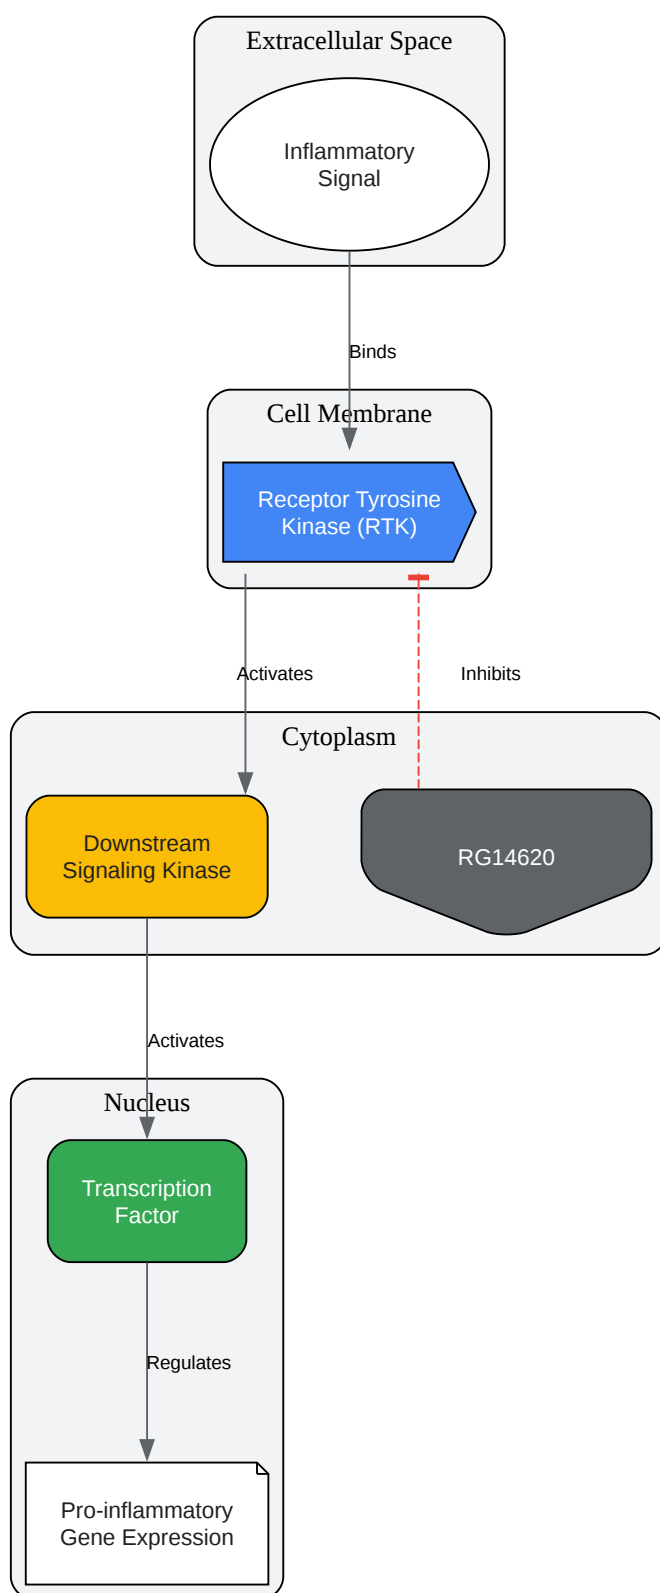 Extracellular Space
Inflammatory
Signal
Binds
Cell Membrane
Receptor Tyrosine
Kinase (RTK)
Activates
Inhibits
Cytoplasm
Downstream
Signaling Kinase
RG14620
Activates
Nucleus
Transcription
Factor
Regulates
Pro-inflammatory
Gene Expression